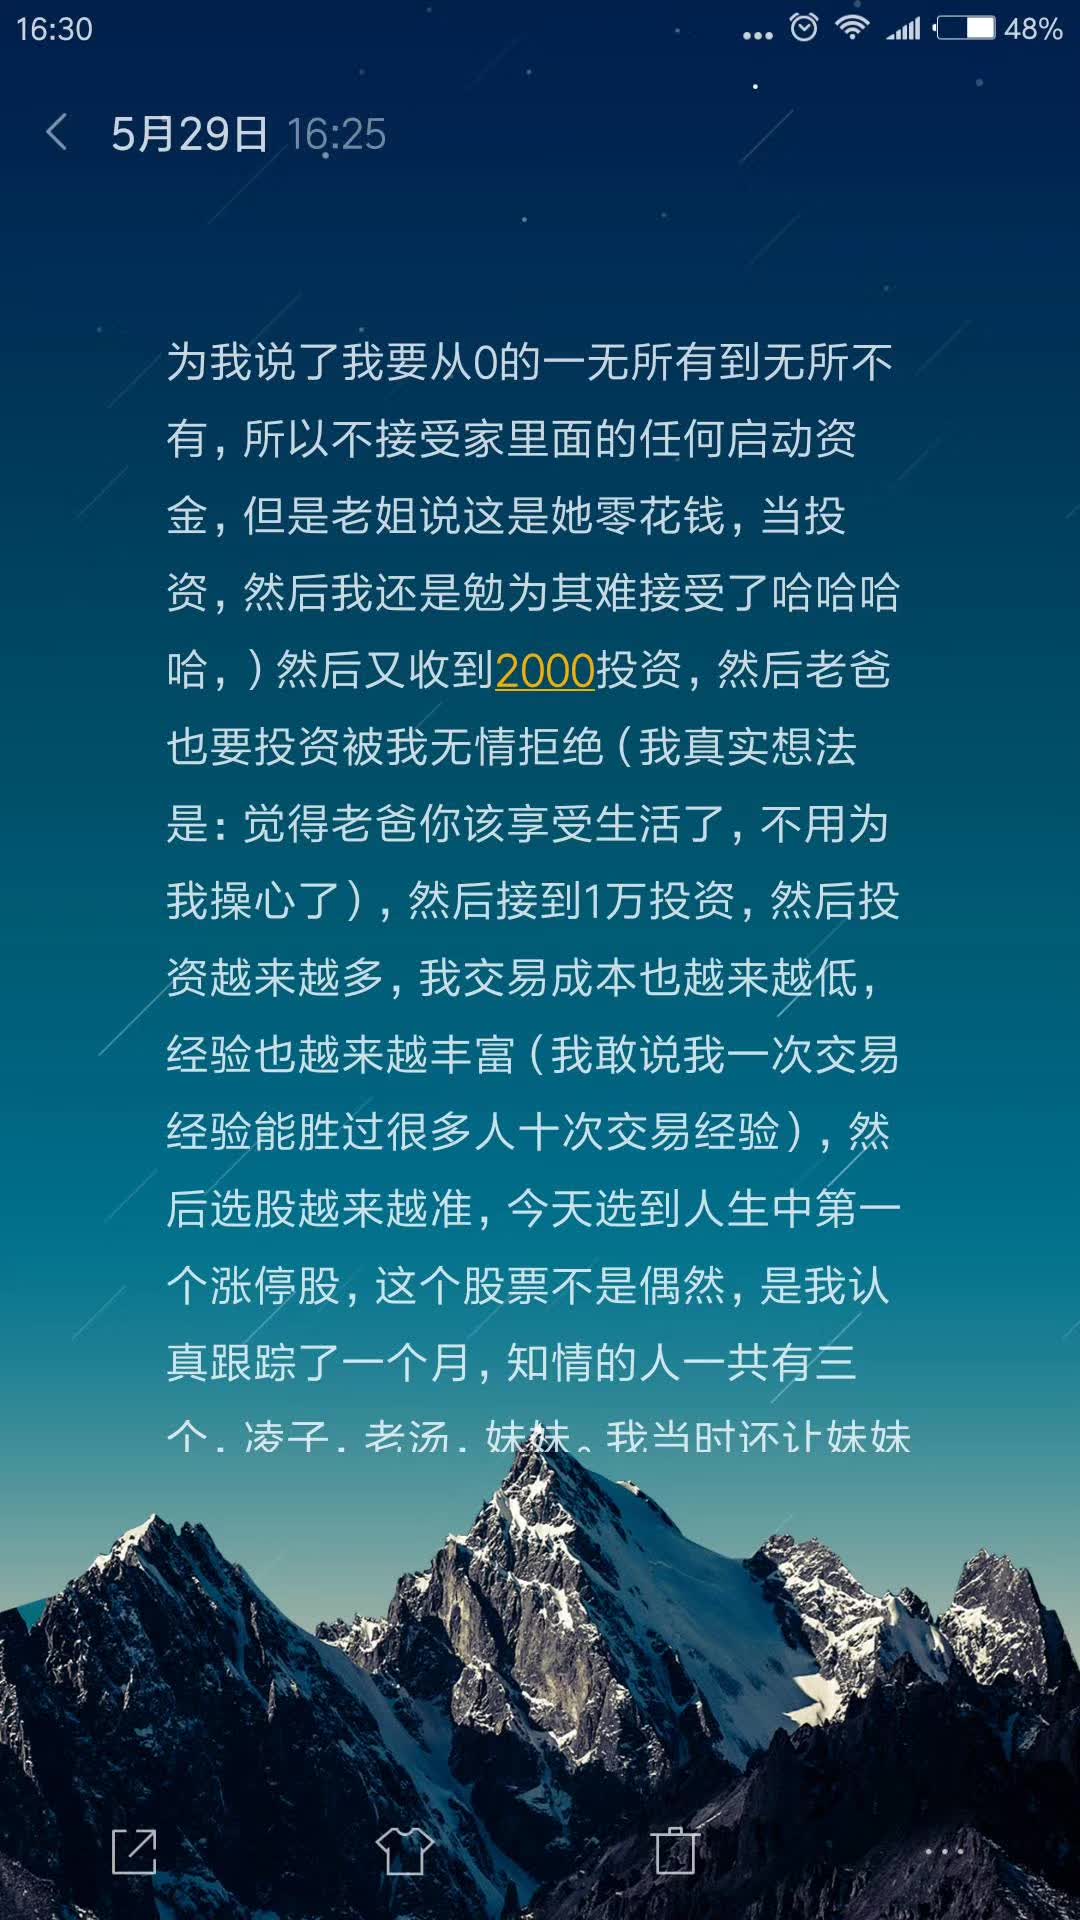 16:30
48%
5月29日 16:25
为我说了我要从0的一无所有到无所不
有，所以不接受家里面的任何启动资
金，但是老姐说这是她零花钱，当投
资，然后我还是勉为其难接受了哈哈哈
哈，）然后又收到2000投资，然后老爸
也要投资被我无情拒绝（我真实想法
是：觉得老爸你该享受生活了，不用为
我操心了），然后接到1万投资，然后投
资越来越多，我交易成本也越来越低，
经验也越来越丰富（我敢说我一次交易
经验能胜过很多人十次交易经验），然
后选股越来越准，今天选到人生中第一
个涨停股，这个股票不是偶然，是我认
真跟踪了一个月，知情的人一共有三
个，凌子，老汤，妹妹。我当时还让妹妹